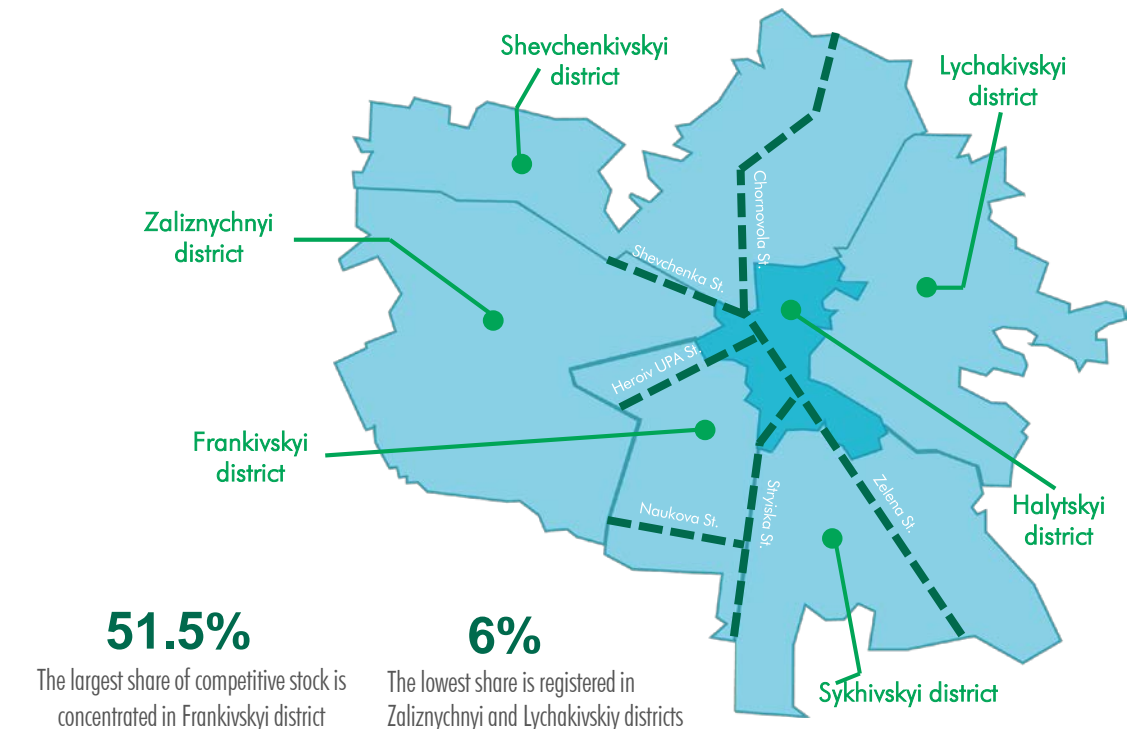 Shevchenkivskyi
district
Lychakivskyi
district
Zaliznychnyi
district
Chornovola St.
Shevchenka St.
Heroiv UPA St.
Frankivskyi
district
Naukova St.
Stryiska St.
Zelena St.
Halytskyi
district
Sykhivskyi district
51.5%
The largest share of competitive stock is
concentrated in Frankivskyi district
6%
The lowest share is registered in
Zaliznychnyi and Lychakivskiy districts